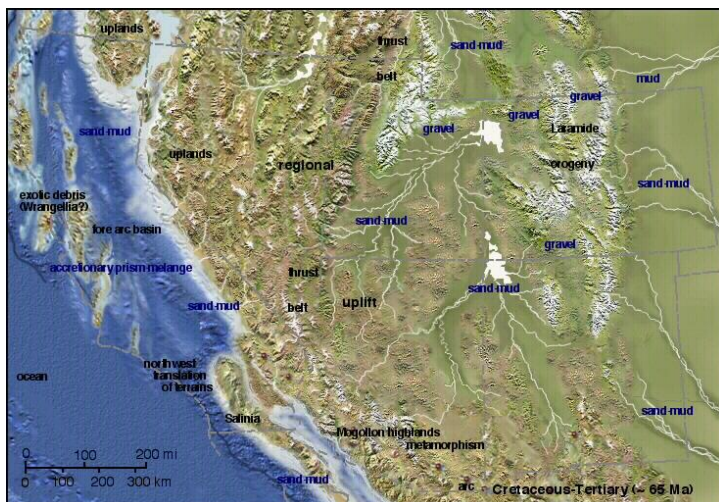 uplands
thrust
sand-mud
belt
gravel
mud
sand-mud
gravel
gravel
gravel
Laramide
uplands
regional
orogeny
exotic debris
(Wrangellia?)
sand-mud
sand-mud
fore arc basin
gravel
accretionary prism-melange
thrust
sand-mud
sand-mud
belt
uplift
northwest
translation
of terrains
ocean
Salinia
sand-mud
Mogollon highlands
metamorphism
0 100 200 mi
0 100 200 300 km
sand-mud
arc
Cretaceous-Tertiary (~ 65 Ma)